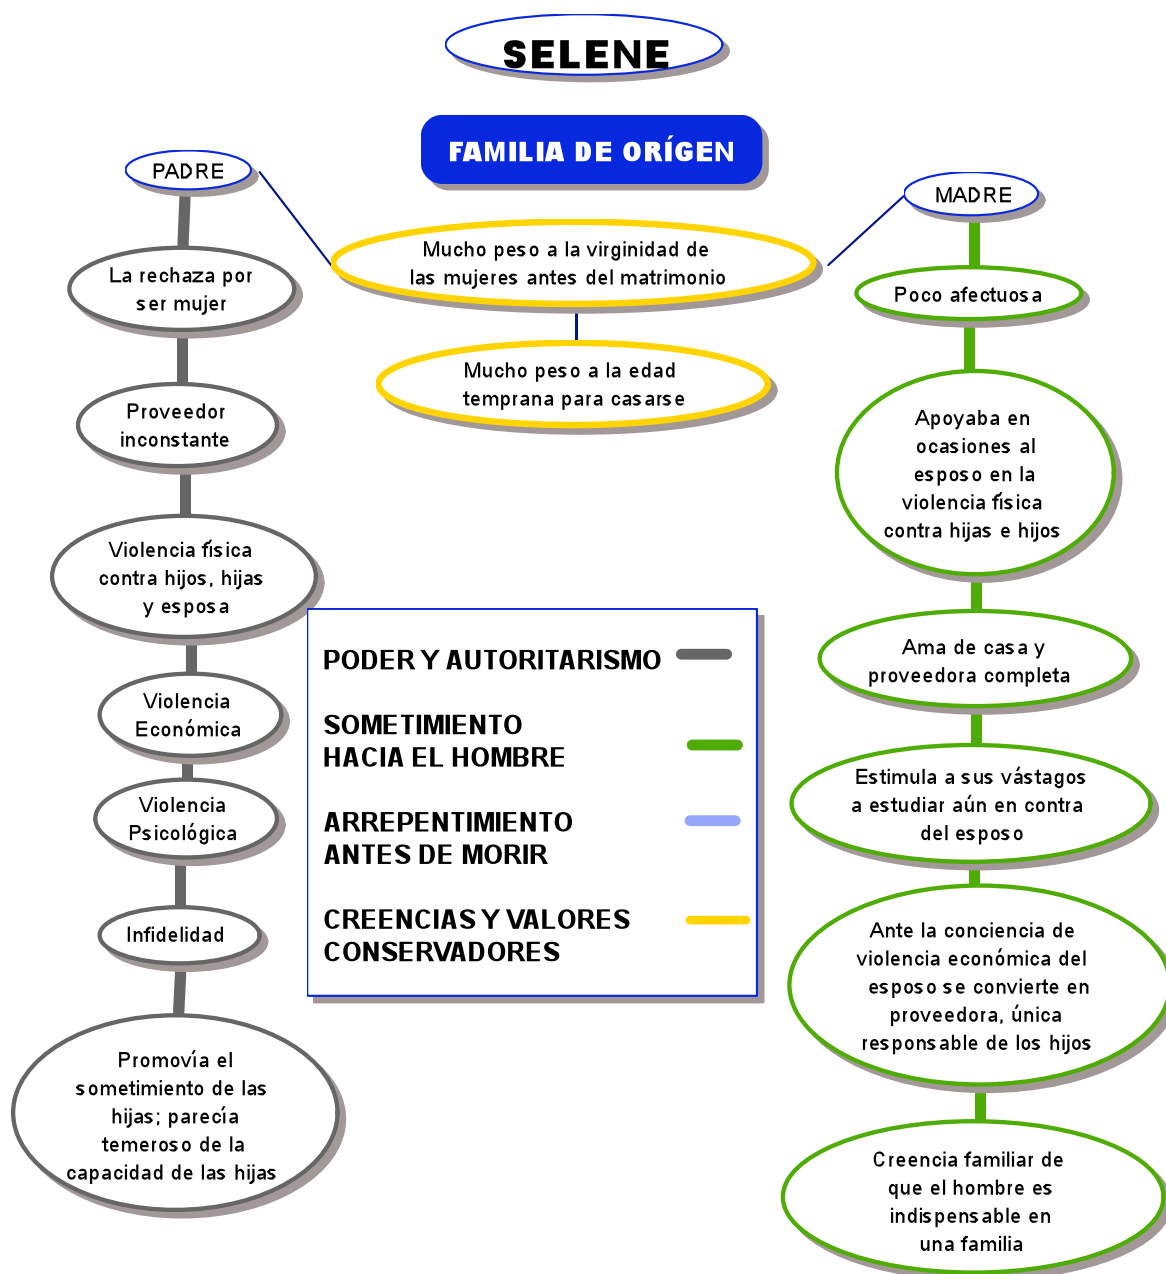 SELENE
FAMILIA DE ORÍGEN
PADRE
MADRE
Mucho peso a la virginidad de
las mujeres antes del matrimonio
Mucho peso a la edad
temprana para casarse
La rechaza por
ser mujer
Proveedor
inconstante
Violencia física
contra hijos, hijas
y esposa
Violencia
Económica
Violencia
Psicológica
Infidelidad
Promovía el
sometimiento de las
hijas; parecía
temeroso de la
capacidad de las hijas
PODER Y AUTORITARISMO
SOMETIMIENTO
HACIA EL HOMBRE
ARREPENTIMIENTO
ANTES DE MORIR
CREENCIAS Y VALORES
CONSERVADORES
Poco afectuosa
Apoyaba en
ocasiones al
esposo en la
violencia física
contra hijas e hijos
Ama de casa y
proveedora completa
Estimula a sus vástagos
a estudiar aún en contra
del esposo
Ante la conciencia de
violencia económica del
esposo se convierte en
proveedora, única
responsable de los hijos
Creencia familiar de
que el hombre es
indispensable en
una familia